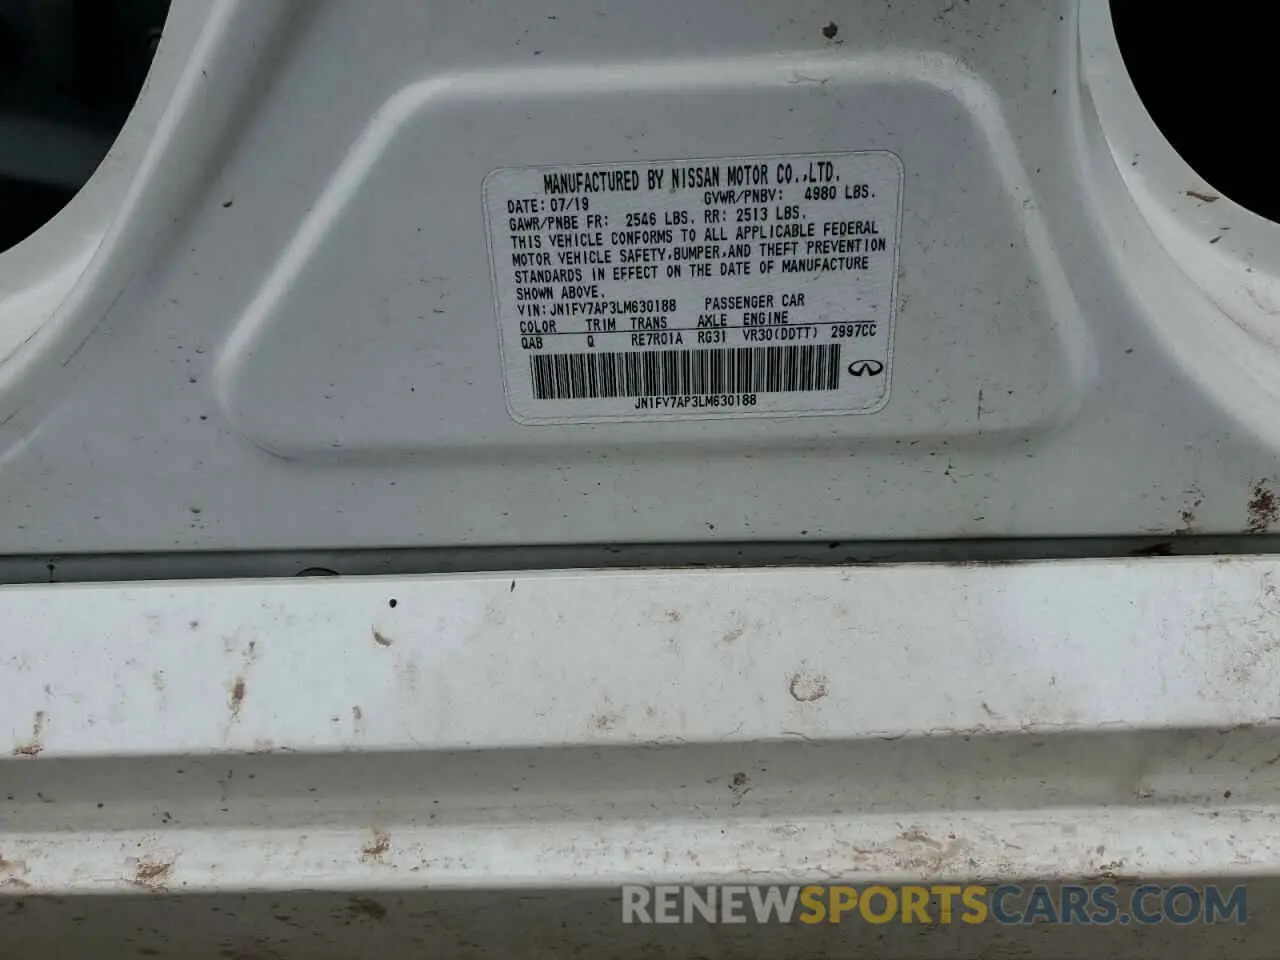 MANUFACTURED BY NISSAN MOTOR CO.,LTD.
DATE: 07/19 GVWR/PNBV: 4980 LBS.
GAWR/PNBE FR: 2546 LBS. RR: 2513 LBS.
THIS VEHICLE CONFORMS TO ALL APPLICABLE FEDERAL
MOTOR VEHICLE SAFETY,BUMPER,AND THEFT PREVENTION
STANDARDS IN EFFECT ON THE DATE OF MANUFACTURE
SHOWN ABOVE.
VIN: JN1FV7AP3LM630188 PASSENGER CAR
COLOR TRIM TRANS AXLE ENGINE
QAB Q RE7R01A RG31 VR30(DDTT) 2997CC
JN1FV7AP3LM630188
RENEWSPORTSCARS.COM